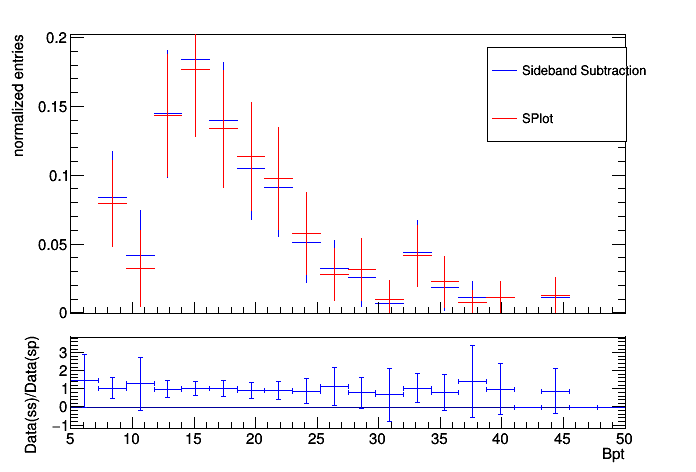 normalized entries
0.2
0.15
0.1
0.05
0
Sideband Subtraction
SPlot
Data(ss)/Data(sp)
3
2
1
0
−1
5 10 15 20 25 30 35 40 45 50
Bpt